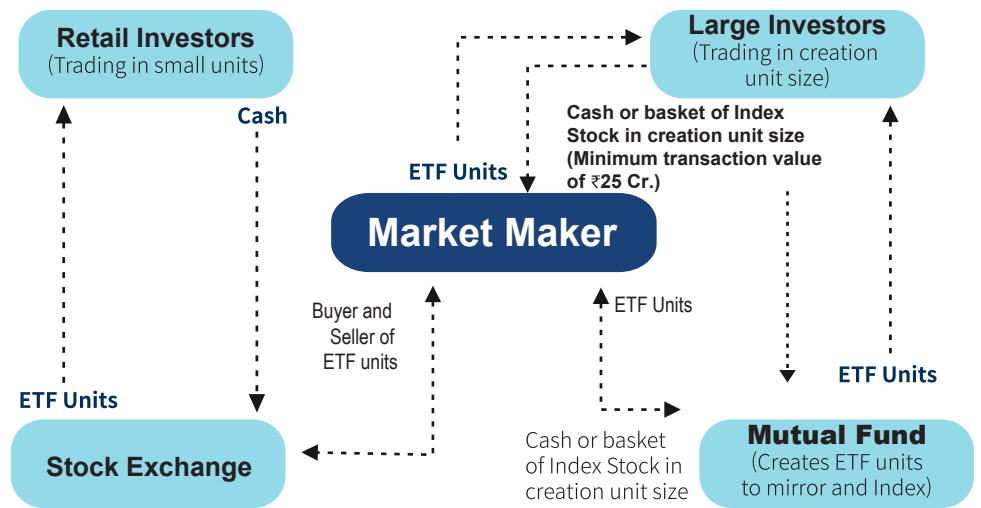 Retail Investors
(Trading in small units)
Large Investors
(Trading in creation
unit size)
Cash
Cash or basket of Index
Stock in creation unit size
(Minimum transaction value
of ₹25 Cr.)
ETF Units
Market Maker
Buyer and
Seller of
ETF units
ETF Units
ETF Units
ETF Units
Stock Exchange
Cash or basket
of Index Stock in
creation unit size
Mutual Fund
(Creates ETF units
to mirror and Index)